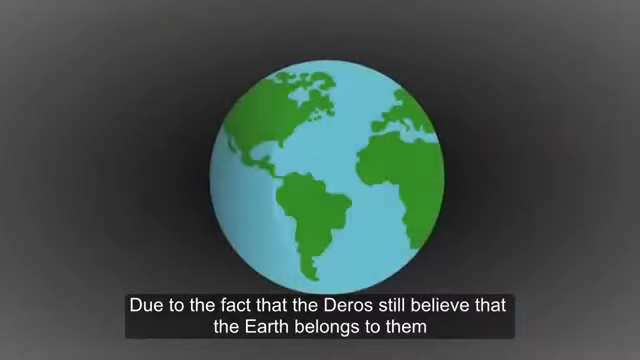 Due to the fact that the Deros still believe that
the Earth belongs to them